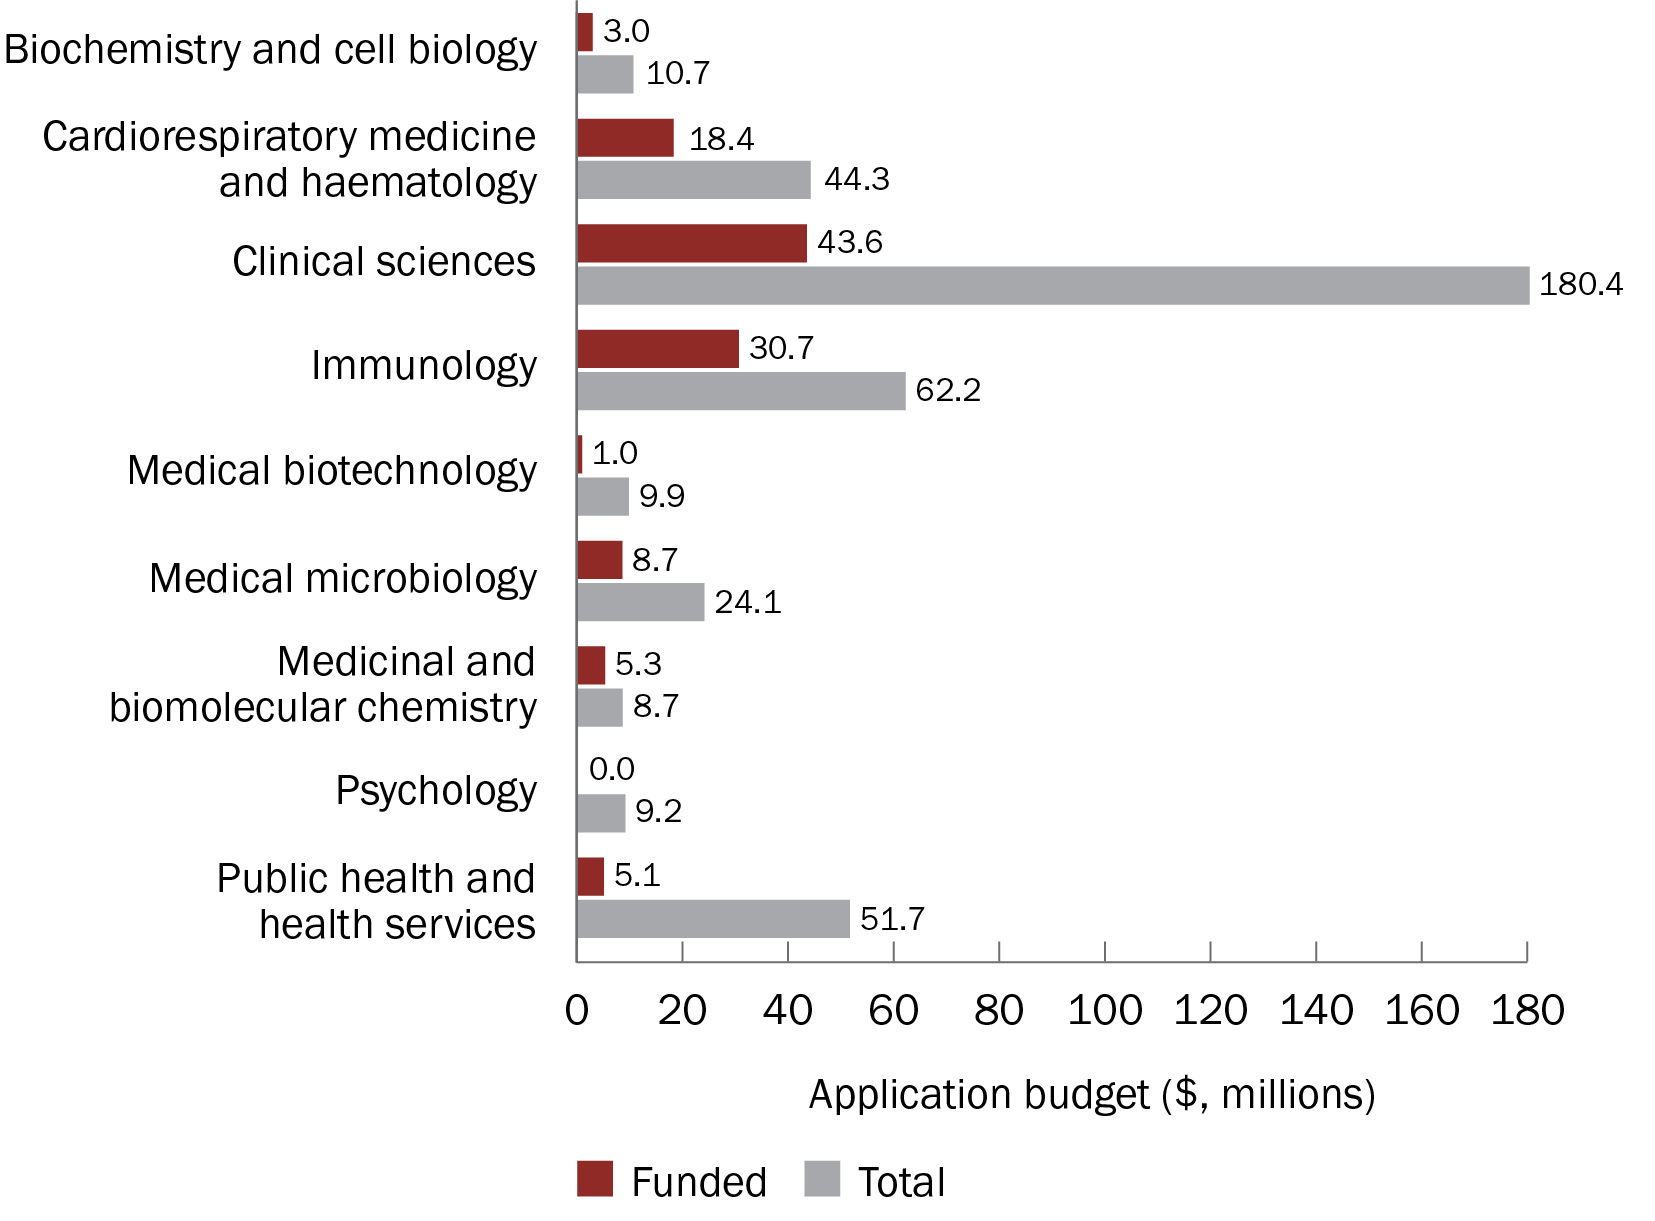 Biochemistry and cell biology
3.0
10.7
Cardiorespiratory medicine
and haematology
18.4
44.3
Clinical sciences
43.6
180.4
Immunology
30.7
62.2
Medical biotechnology
1.0
9.9
Medical microbiology
8.7
24.1
Medicinal and
biomolecular chemistry
5.3
8.7
Psychology
0.0
9.2
Public health and
health services
5.1
51.7
0 20 40 60 80 100 120 140 160 180
Application budget ($, millions)
Funded Total